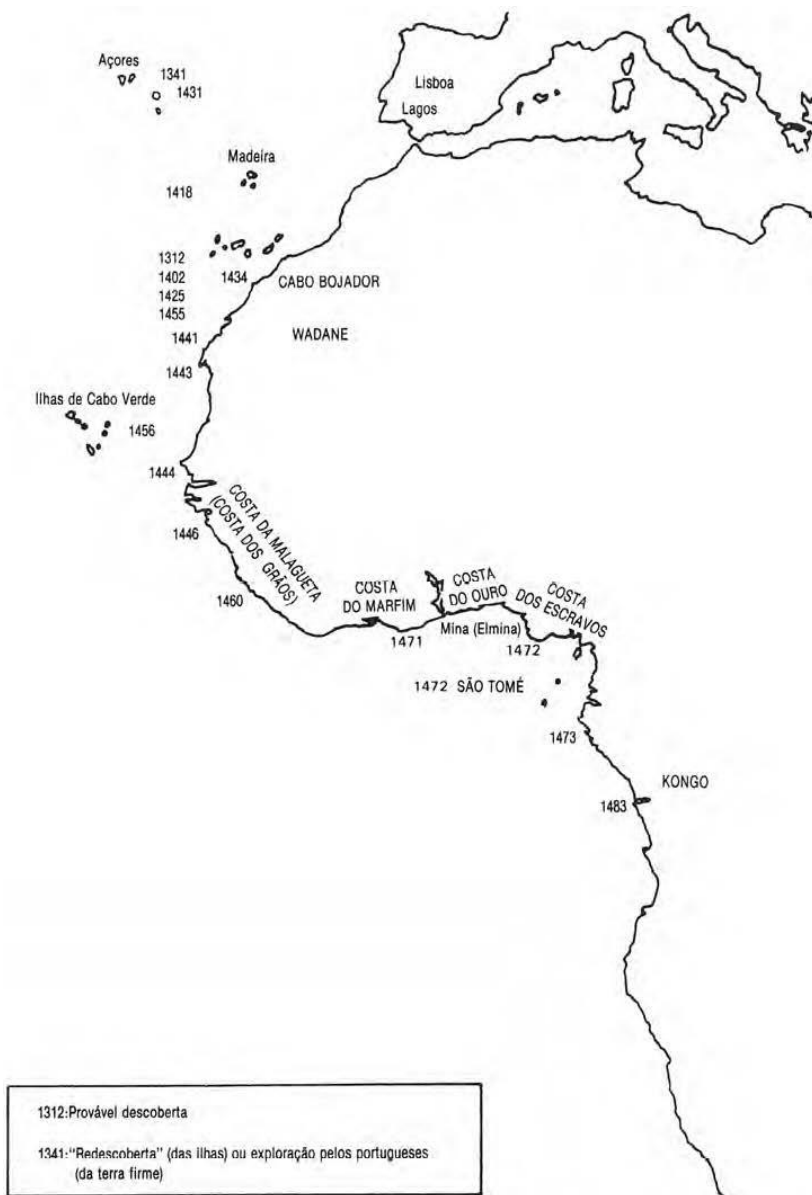 Açores
1341
1431
Lisboa
Lagos
Madeira
1418
1312
1402
1425
1455
1434
CABO BOJADOR
WADANE
1441
1443
Ilhas de Cabo Verde
1456
1444
1446
COSTA DA MALAGUETA
(COSTA DOS GRÃOS)
1460
COSTA
DO MARFIM
1471
COSTA
DO OURO
Mina (Elmina)
COSTA
DOS ESCRAVOS
1472
1472 SÃO TOMÉ
1473
KONGO
1483
1312:Provável descoberta
1341:"Redescoberta" (das ilhas) ou exploração pelos portugueses
(da terra firme)